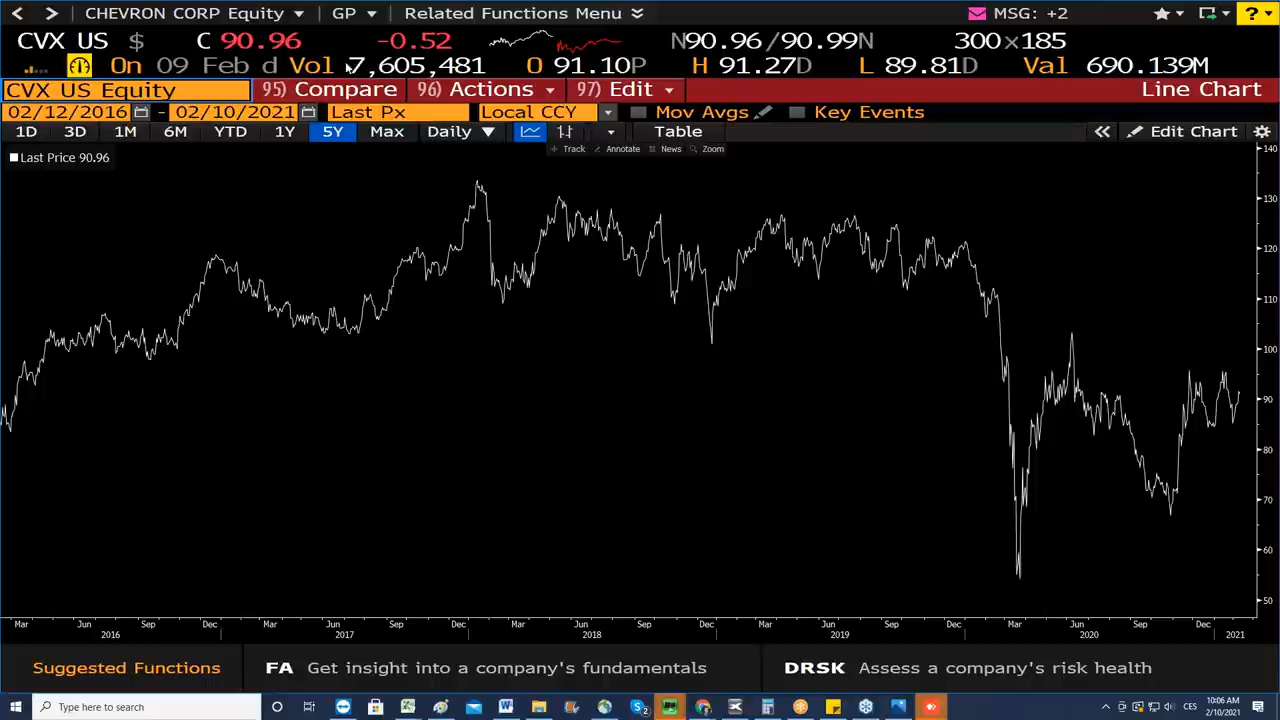 CHEVRON CORP Equity GP Related Functions Menu MSG: +2 ?
CVX US $ C 90.96 -0.52 N90.96/90.99N 300×185
On 09 Feb d Vol 7,605,481 O 91.10P H 91.27D L 89.81D Val 690.139M
CVX US Equity 95) Compare 96) Actions 97) Edit Line Chart
02/12/2016 - 02/10/2021 Last Px Local CCY Mov Avgs Key Events
1D 3D 1M 6M YTD 1Y 5Y Max Daily Table Edit Chart
Track Annotate News Zoom
Last Price 90.96
140
130
120
110
100
90
80
70
60
50
Mar Jun Sep Dec Mar Jun Sep Dec Mar Jun Sep Dec Mar Jun Sep Dec Mar Jun Sep Dec
2016 2017 2018 2019 2020 2021
Suggested Functions FA Get insight into a company's fundamentals DRSK Assess a company's risk health
Type here to search CES 10:06 AM
2/10/2021